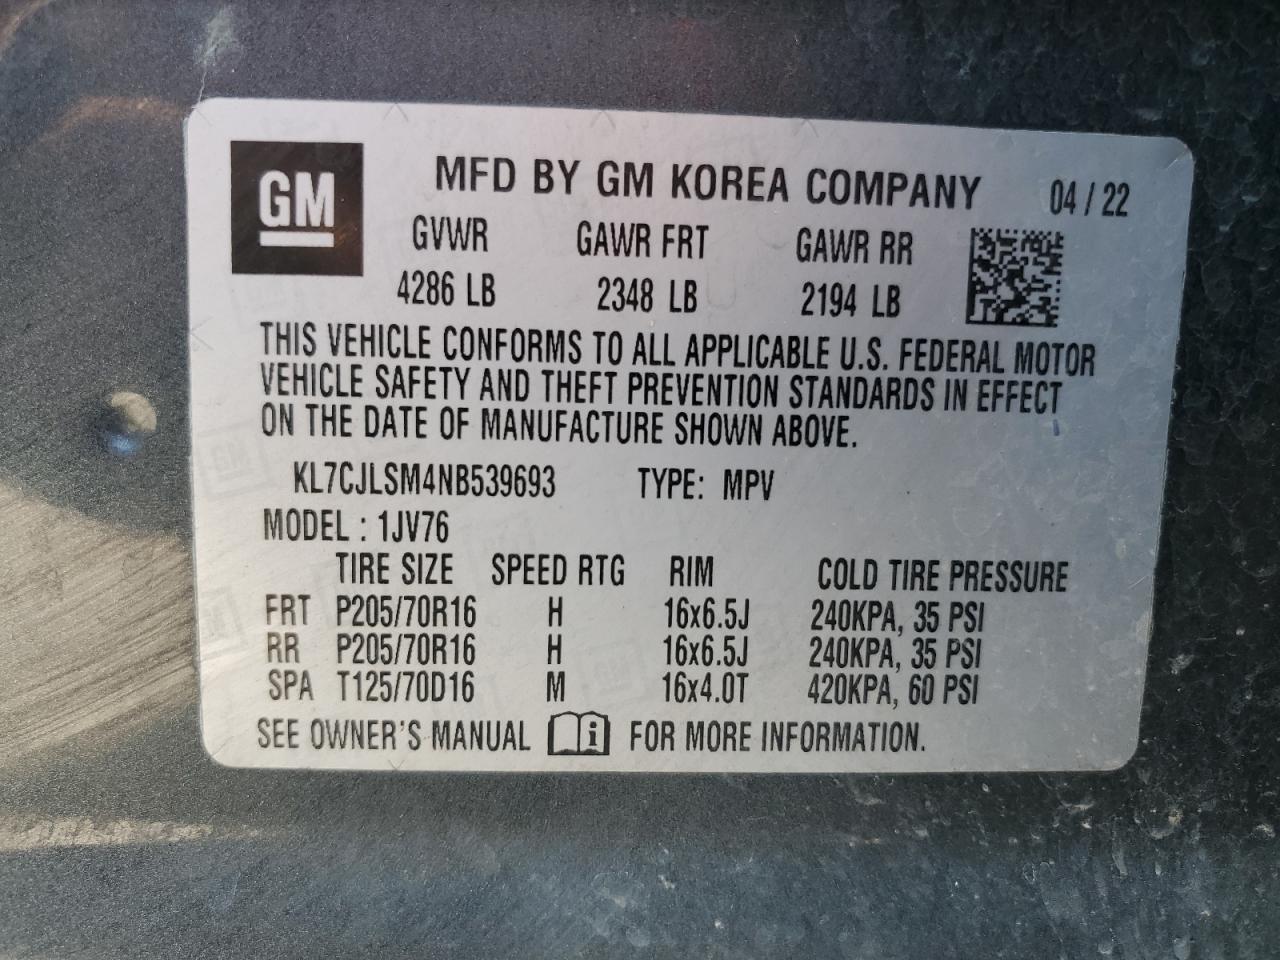 GM
MFD BY GM KOREA COMPANY 04 / 22
GVWR GAWR FRT GAWR RR
4286 LB 2348 LB 2194 LB
THIS VEHICLE CONFORMS TO ALL APPLICABLE U.S. FEDERAL MOTOR
VEHICLE SAFETY AND THEFT PREVENTION STANDARDS IN EFFECT
ON THE DATE OF MANUFACTURE SHOWN ABOVE.
KL7CJLSM4NB539693 TYPE: MPV
MODEL : 1JV76
TIRE SIZE SPEED RTG RIM COLD TIRE PRESSURE
FRT P205/70R16 H 16x6.5J 240KPA, 35 PSI
RR P205/70R16 H 16x6.5J 240KPA, 35 PSI
SPA T125/70D16 M 16x4.0T 420KPA, 60 PSI
SEE OWNER'S MANUAL i FOR MORE INFORMATION.